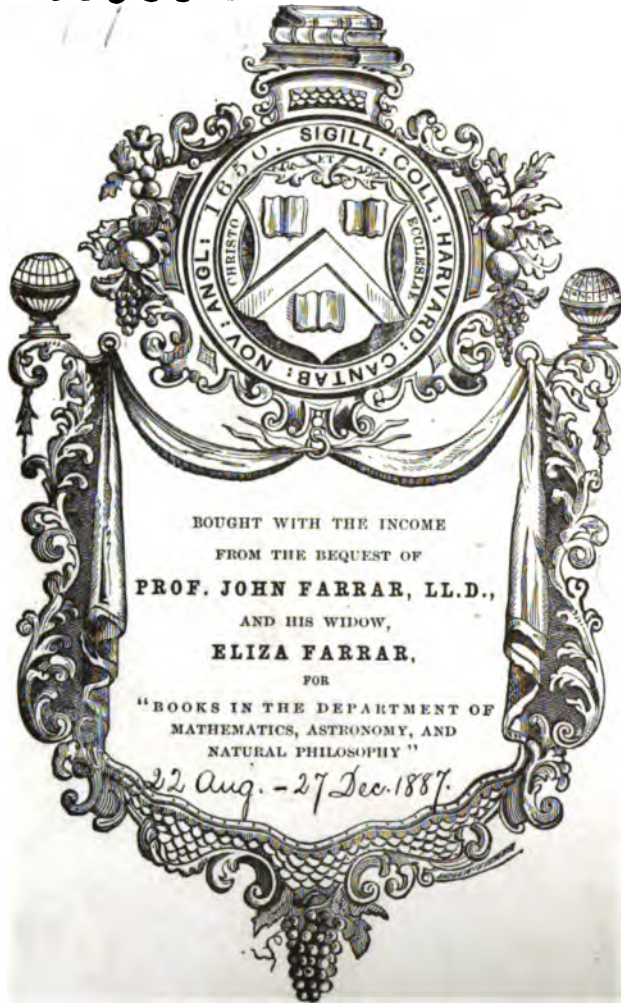 SIGILL: COLL: HARVARD: CANTAB: NOV: ANGL: 1650.
CHRISTO ET ECCLESIAE
BOUGHT WITH THE INCOME
FROM THE BEQUEST OF
PROF. JOHN FARRAR, LL.D.,
AND HIS WIDOW,
ELIZA FARRAR,
FOR
"BOOKS IN THE DEPARTMENT OF
MATHEMATICS, ASTRONOMY, AND
NATURAL PHILOSOPHY"
22 Aug. - 27 Dec. 1887.